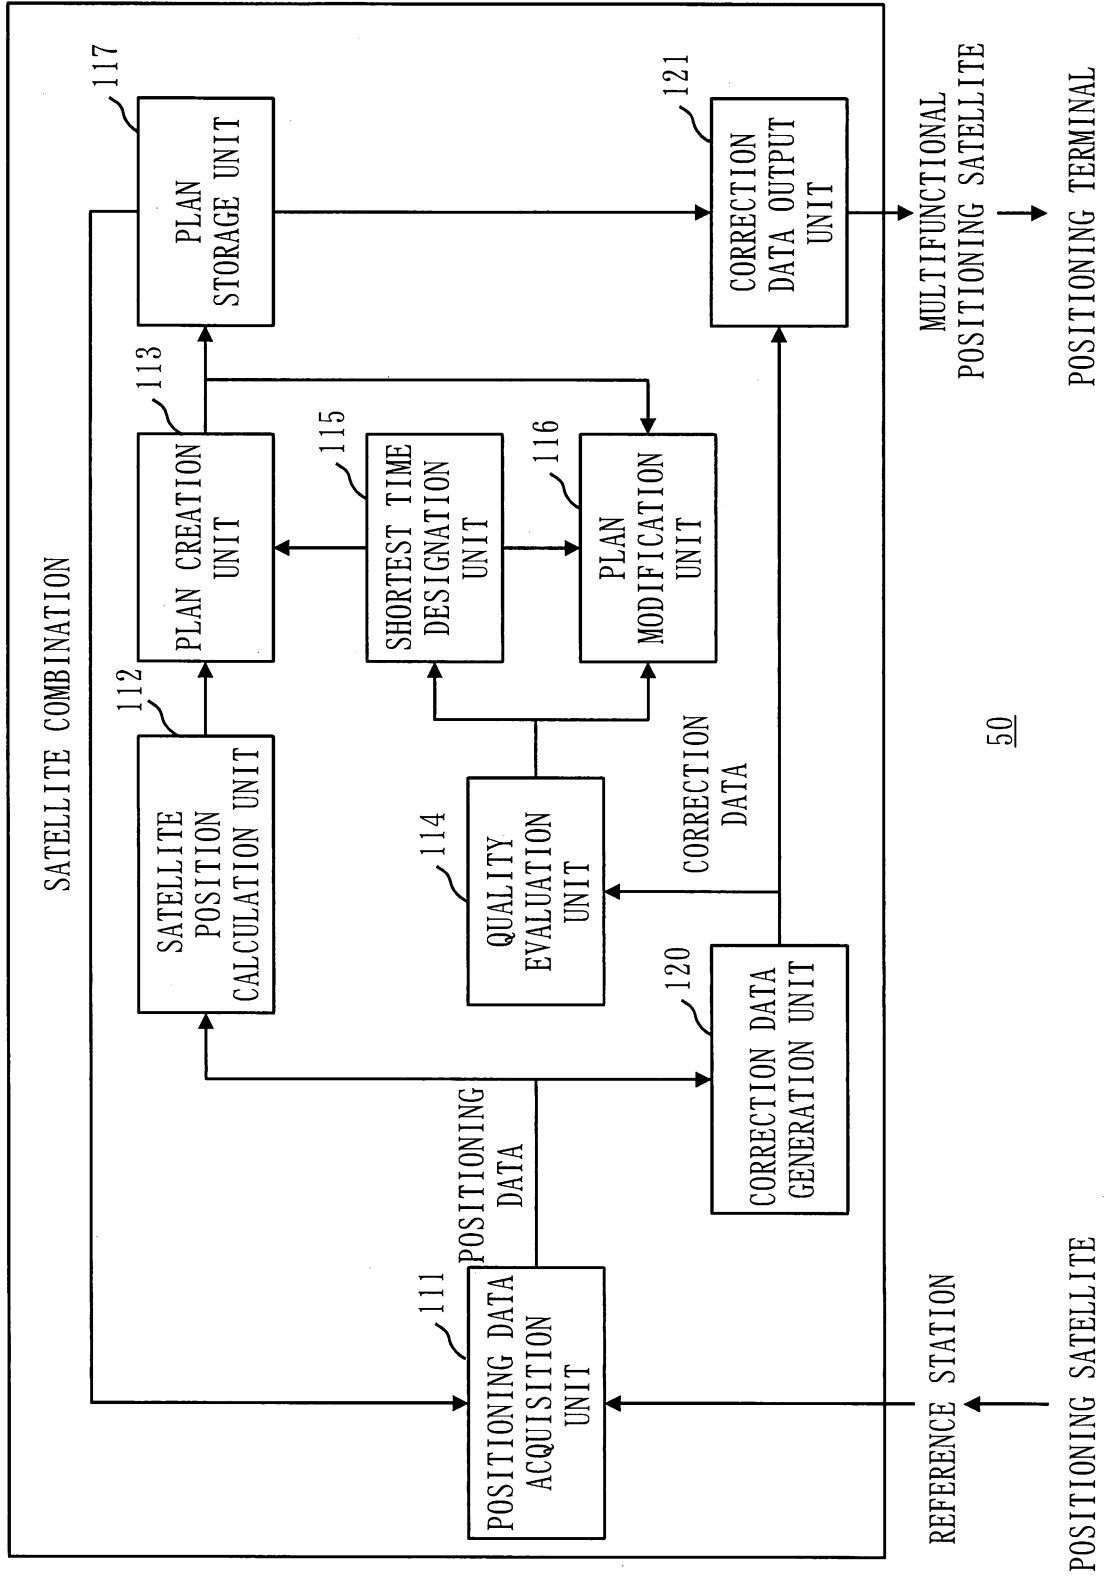 SATELLITE COMBINATION
117
PLAN
STORAGE UNIT
113
PLAN CREATION
UNIT
112
SATELLITE
POSITION
CALCULATION UNIT
115
SHORTEST TIME
DESIGNATION
UNIT
116
PLAN
MODIFICATION
UNIT
114
QUALITY
EVALUATION
UNIT
111
POSITIONING DATA
ACQUISITION
UNIT
POSITIONING
DATA
CORRECTION
DATA
120
CORRECTION DATA
GENERATION UNIT
121
CORRECTION
DATA OUTPUT
UNIT
REFERENCE STATION
POSITIONING SATELLITE
MULTIFUNCTIONAL
POSITIONING SATELLITE
POSITIONING TERMINAL
50